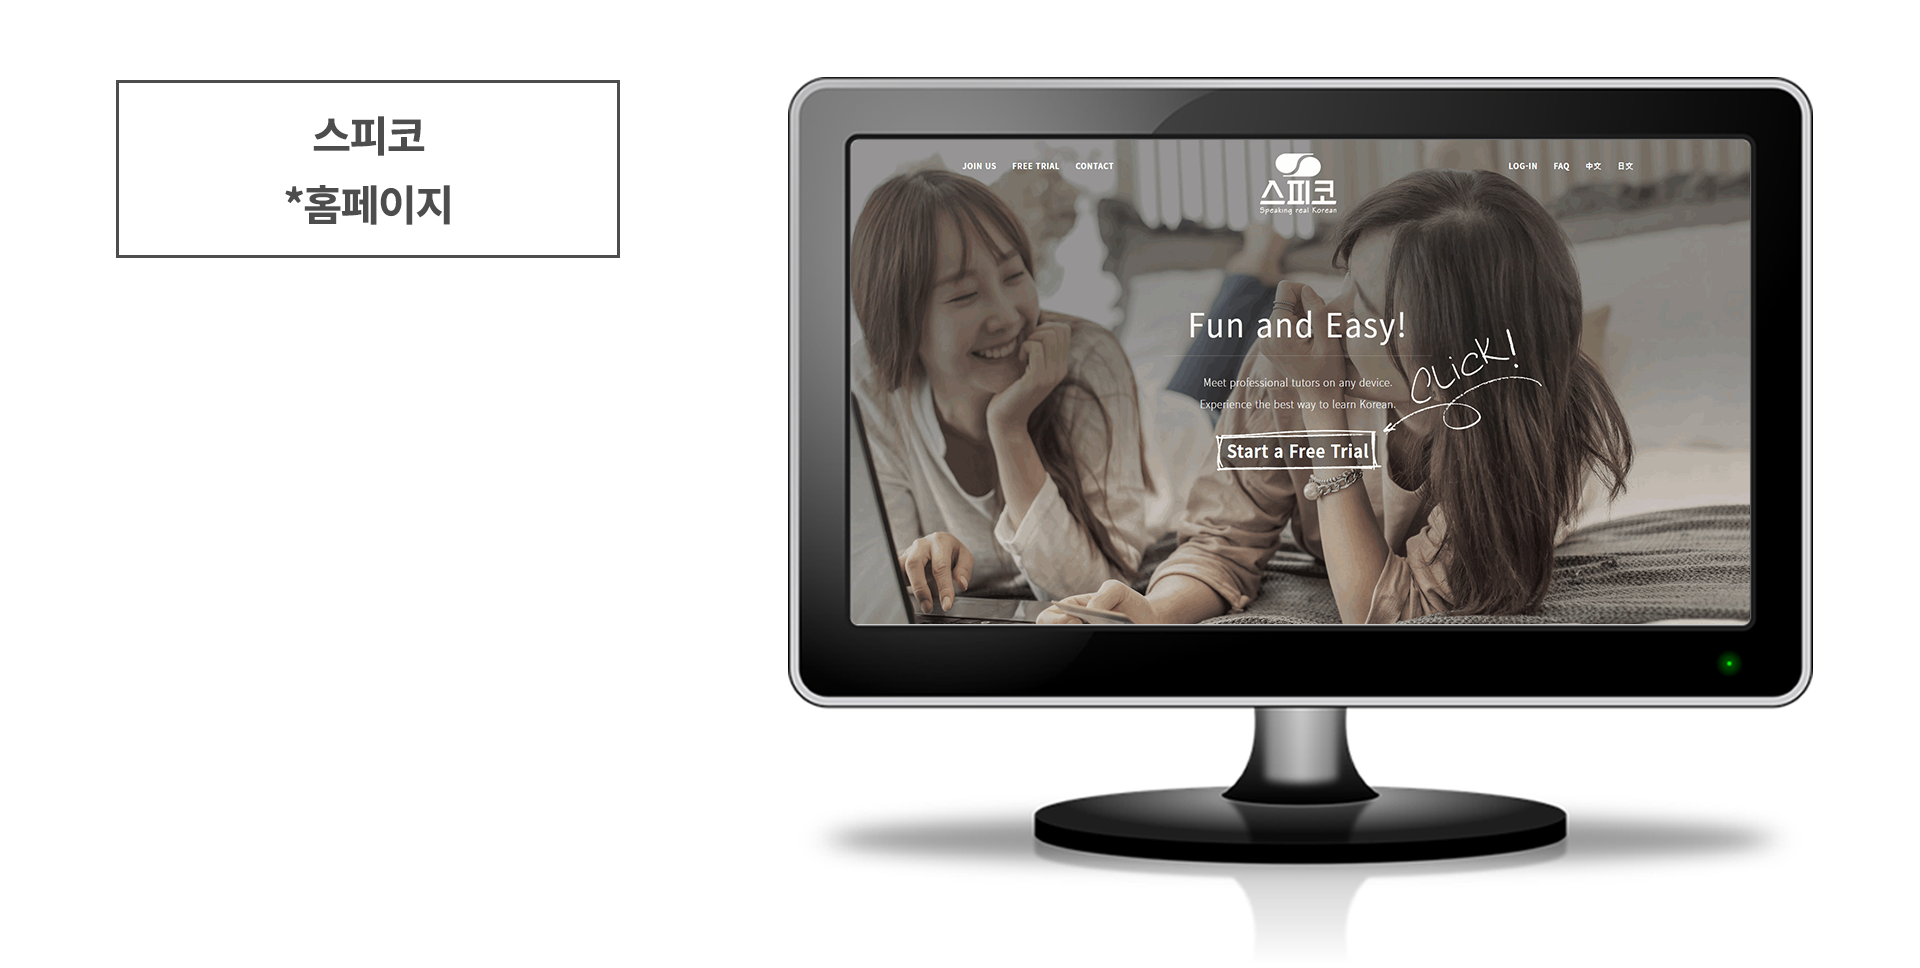 스피코
*홈페이지
JOIN US FREE TRIAL CONTACT
스피코
Speaking real Korean
LOG-IN FAQ 中文 日文
Fun and Easy!
CLiCK!
Meet professional tutors on any device.
Experience the best way to learn Korean.
Start a Free Trial